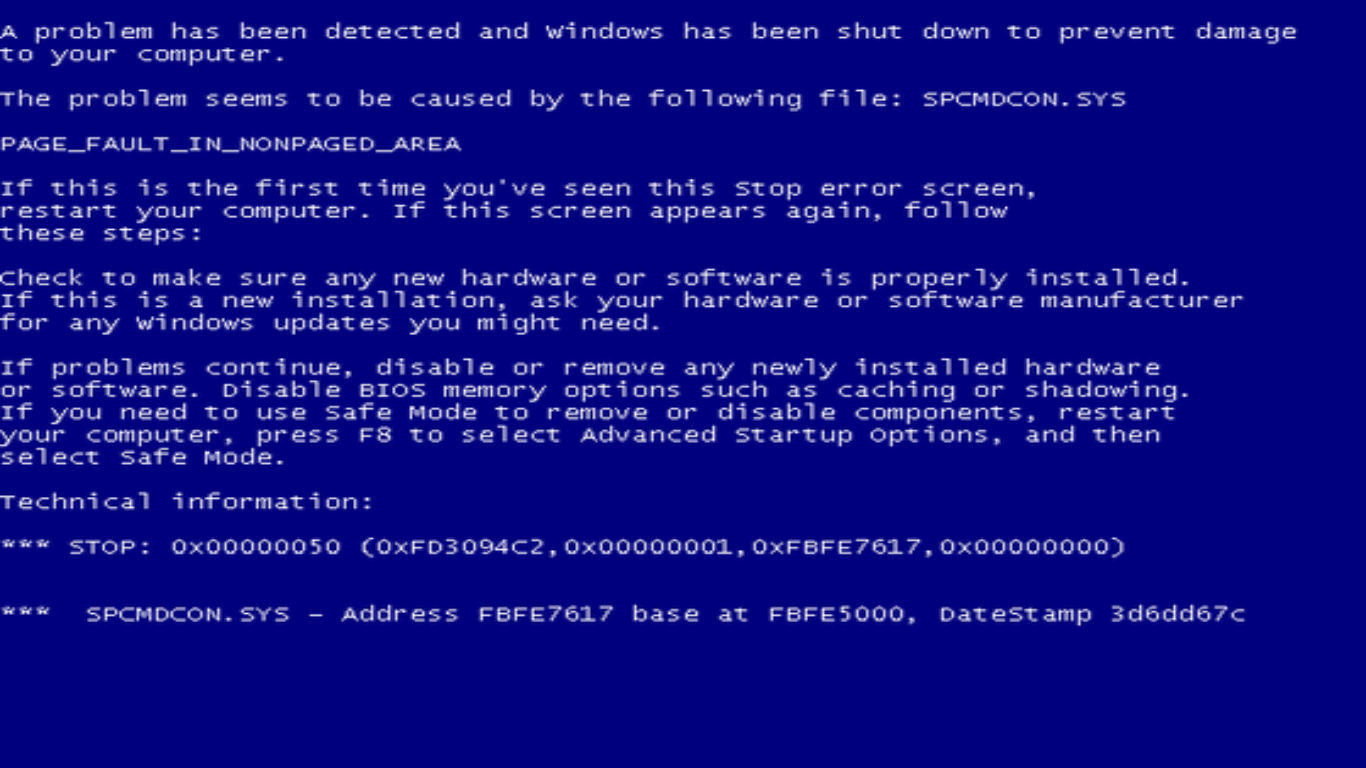 A problem has been detected and Windows has been shut down to prevent damage
to your computer.
The problem seems to be caused by the following file: SPCMDCON.SYS
PAGE_FAULT_IN_NONPAGED_AREA
If this is the first time you've seen this Stop error screen,
restart your computer. If this screen appears again, follow
these steps:
Check to make sure any new hardware or software is properly installed.
If this is a new installation, ask your hardware or software manufacturer
for any Windows updates you might need.
If problems continue, disable or remove any newly installed hardware
or software. Disable BIOS memory options such as caching or shadowing.
If you need to use Safe Mode to remove or disable components, restart
your computer, press F8 to select Advanced Startup Options, and then
select Safe Mode.
Technical information:
*** STOP: 0x00000050 (0xFD3094C2,0x00000001,0xFBFE7617,0x00000000)
*** SPCMDCON.SYS - Address FBFE7617 base at FBFE5000, DateStamp 3d6dd67c